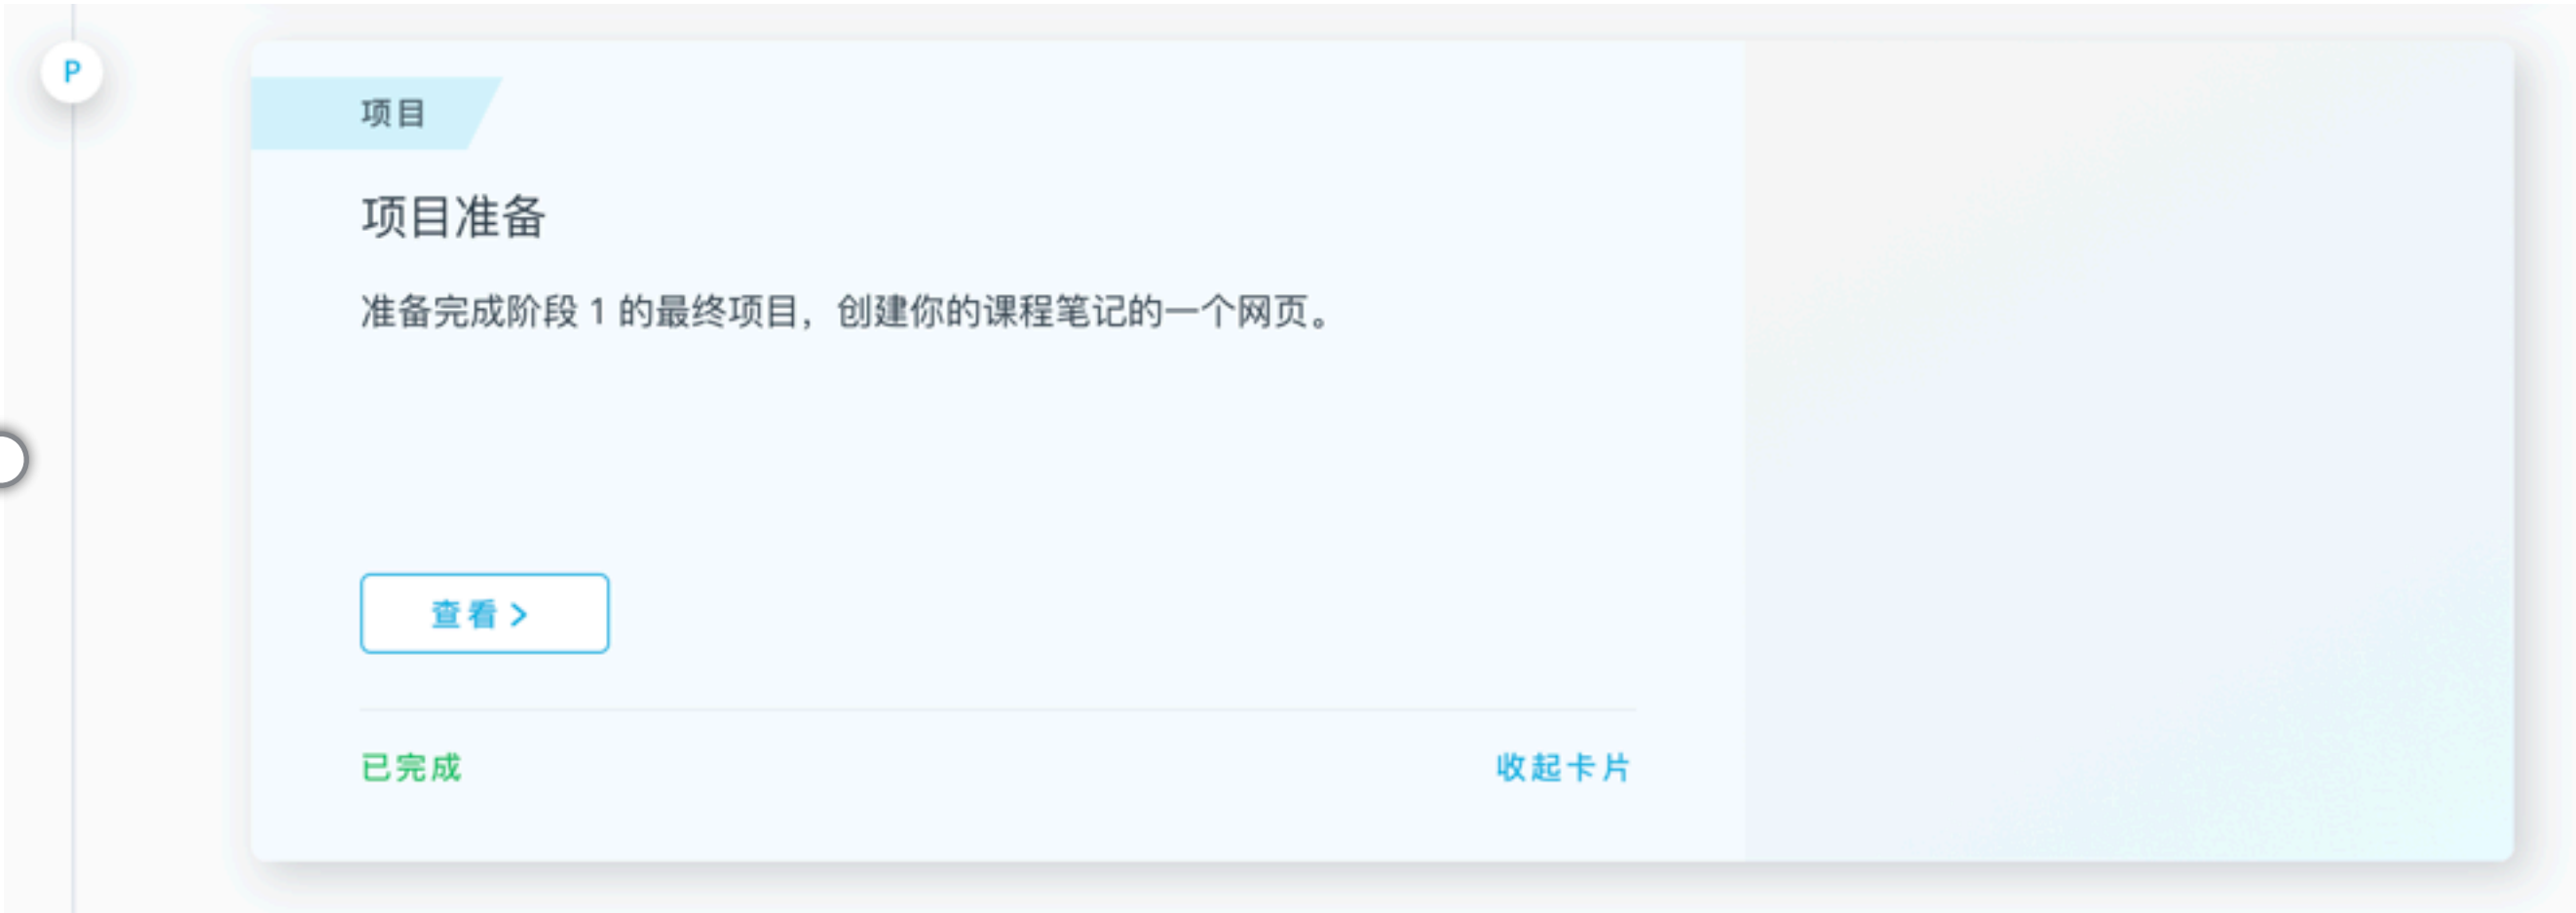 P
项目
项目准备
准备完成阶段 1 的最终项目，创建你的课程笔记的一个网页。
查看 >
已完成
收起卡片